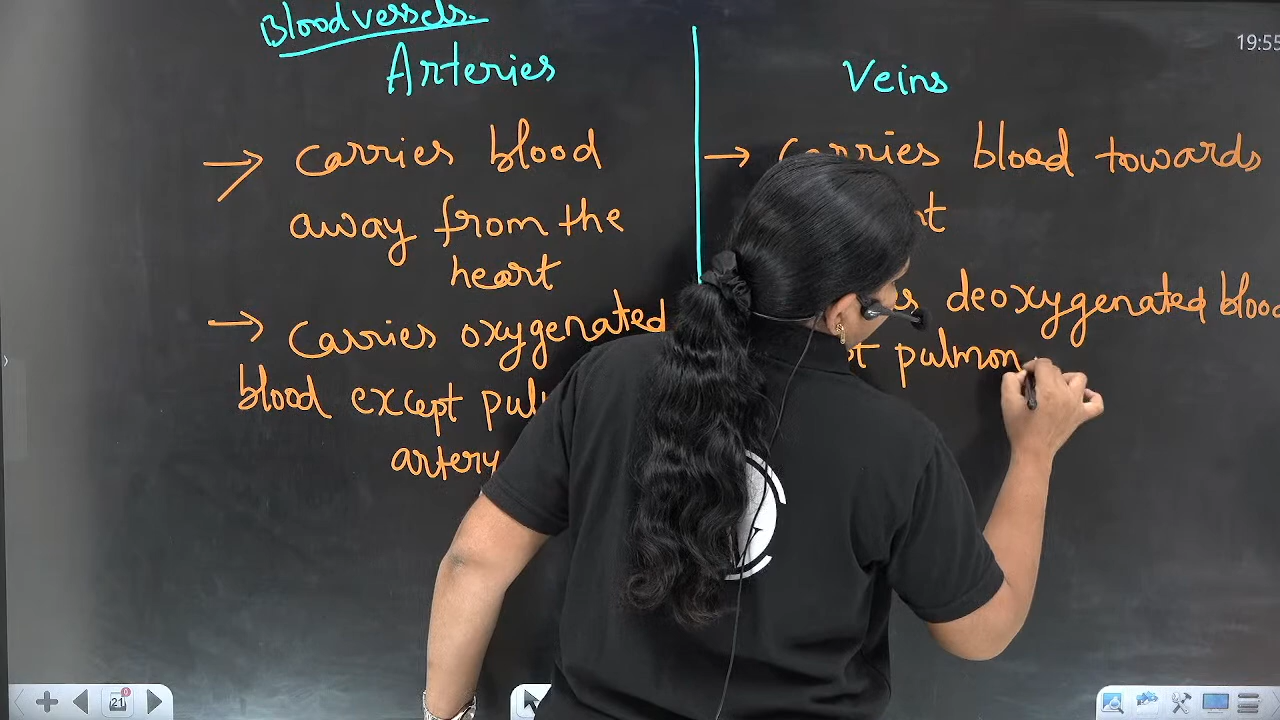 Blood vessels.
Arteries
→ Carries blood
away from the
heart
→ Carries oxygenated
blood except
artery
Veins
→ Carries blood towards
deoxygenated blood
pulmon
19:55
21